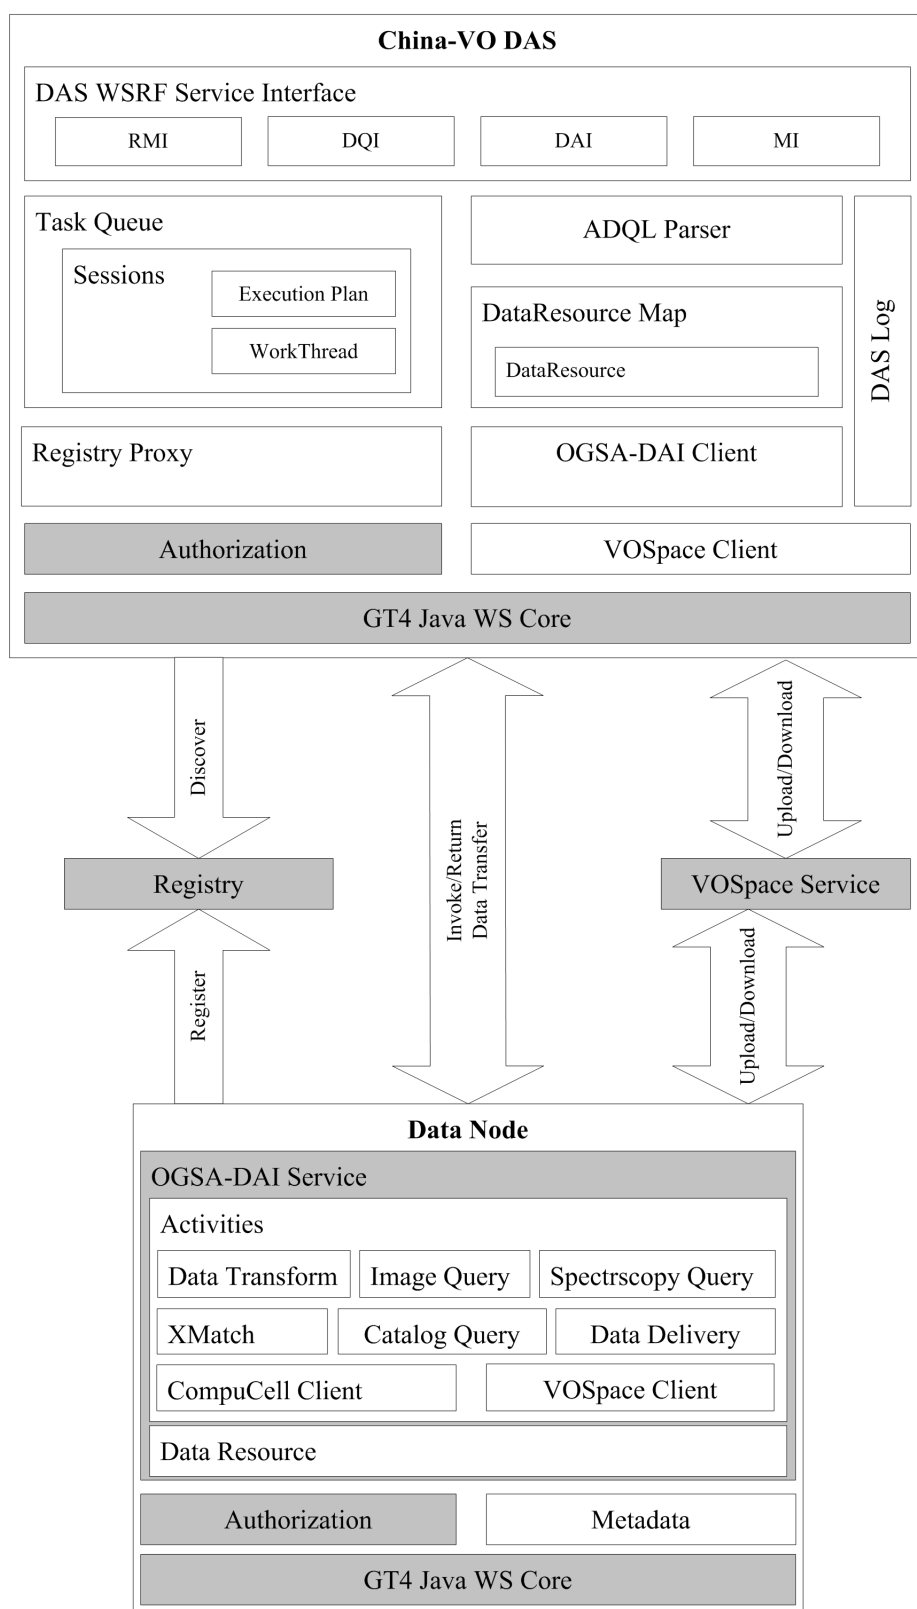 China-VO DAS
DAS WSRF Service Interface
RMI
DQI
DAI
MI
Task Queue
Sessions
Execution Plan
WorkThread
ADQL Parser
DataResource Map
DataResource
DAS Log
Registry Proxy
OGSA-DAI Client
Authorization
VOSpace Client
GT4 Java WS Core
Discover
Invoke/Return
Data Transfer
Upload/Download
Registry
VOSpace Service
Register
Upload/Download
Data Node
OGSA-DAI Service
Activities
Data Transform
Image Query
Spectrscopy Query
XMatch
Catalog Query
Data Delivery
CompuCell Client
VOSpace Client
Data Resource
Authorization
Metadata
GT4 Java WS Core